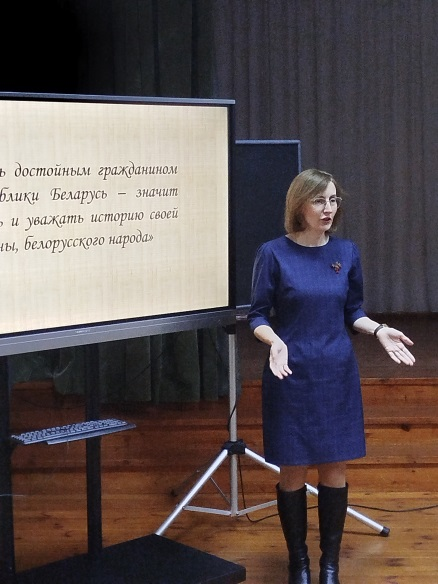 ь достойным гражданином
блики Беларусь – значит
ь и уважать историю своей
ны, белорусского народа»